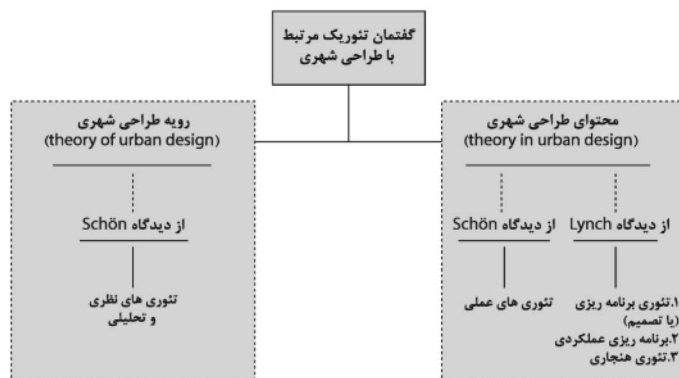 گفتمان تئوریک مرتبط
با طراحی شهری
محتوای طراحی شهری
(theory in urban design)
از دیدگاه Lynch
۱.تئوری برنامه ریزی
(یا تصمیم)
۲.برنامه ریزی عملکردی
۳.تئوری هنجاری
از دیدگاه Schön
تئوری های عملی
رویه طراحی شهری
(theory of urban design)
از دیدگاه Schön
تئوری های نظری
و تحلیلی